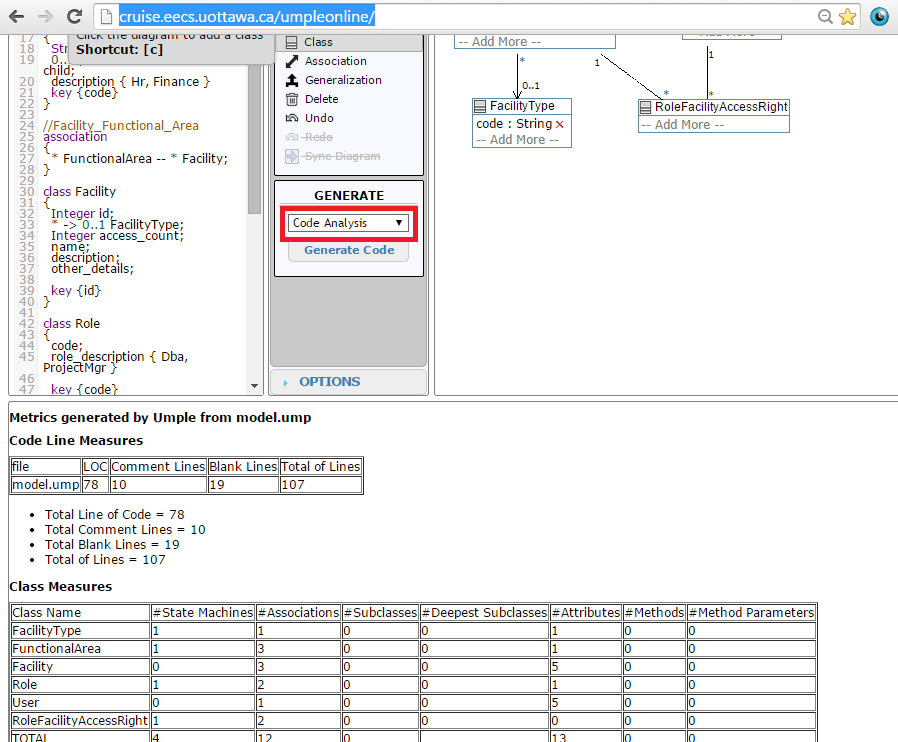 cruise.eecs.uottawa.ca/umpleonline/
Click the diagram to add a class
Shortcut: [c]
17 {
18 Str
19 0..
child;
20 description { Hr, Finance }
21 key {code}
22 }
23
24 //Facility_Functional_Area
25 association
26 {
27 * FunctionalArea -- * Facility;
28 }
29
30 class Facility
31 {
32 Integer id;
33 * -> 0..1 FacilityType;
34 Integer access_count;
35 name;
36 description;
37 other_details;
38
39 key {id}
40 }
41
42 class Role
43 {
44 code;
45 role_description { Dba,
ProjectMgr }
46
47 key {code}
Class
Association
Generalization
Delete
Undo
Redo
Sync Diagram
GENERATE
Code Analysis
Generate Code
OPTIONS
-- Add More --
-- Add More --
* 1 1
0..1 * *
FacilityType
code : String ×
-- Add More --
RoleFacilityAccessRight
-- Add More --
Metrics generated by Umple from model.ump
Code Line Measures
file LOC Comment Lines Blank Lines Total of Lines
model.ump 78 10 19 107
• Total Line of Code = 78
• Total Comment Lines = 10
• Total Blank Lines = 19
• Total of Lines = 107
Class Measures
Class Name #State Machines #Associations #Subclasses #Deepest Subclasses #Attributes #Methods #Method Parameters
FacilityType 1 1 0 0 1 0 0
FunctionalArea 1 3 0 0 1 0 0
Facility 0 3 0 0 5 0 0
Role 1 2 0 0 1 0 0
User 0 1 0 0 5 0 0
RoleFacilityAccessRight 1 2 0 0 0 0 0
TOTAL 4 12 0 13 0 0